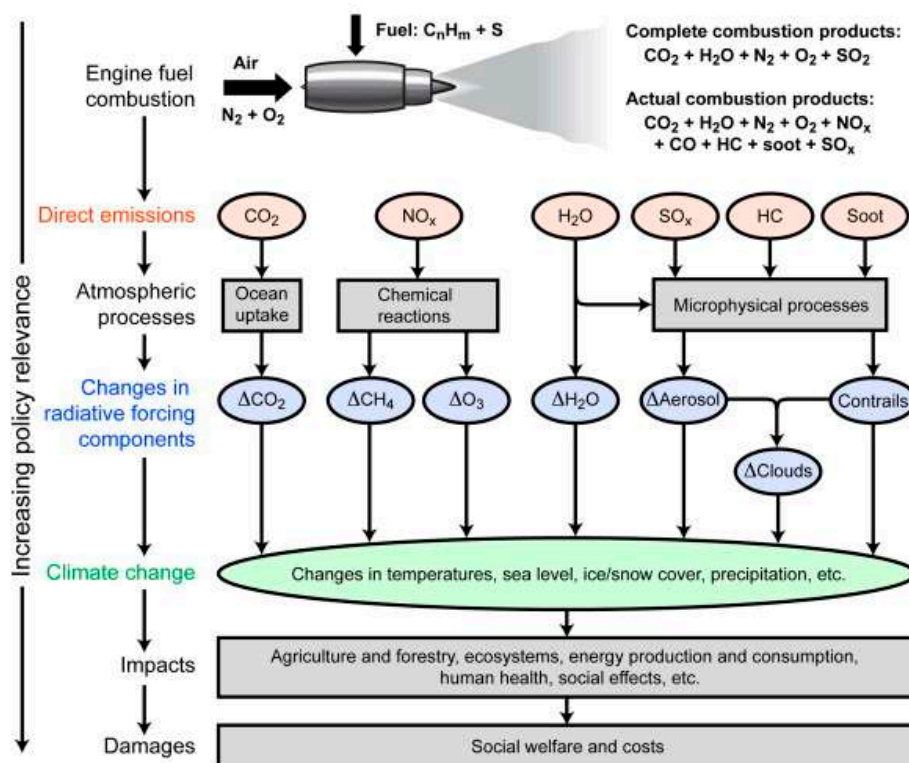 Increasing policy relevance
Fuel: CₙHₘ + S
Complete combustion products:
CO₂ + H₂O + N₂ + O₂ + SO₂
Engine fuel
combustion
Air
N₂ + O₂
Actual combustion products:
CO₂ + H₂O + N₂ + O₂ + NOₓ
+ CO + HC + soot + SOₓ
Direct emissions
CO₂
NOₓ
H₂O
SOₓ
HC
Soot
Atmospheric
processes
Ocean
uptake
Chemical
reactions
Microphysical processes
Changes in
radiative forcing
components
ΔCO₂
ΔCH₄
ΔO₃
ΔH₂O
ΔAerosol
Contrails
ΔClouds
Climate change
Changes in temperatures, sea level, ice/snow cover, precipitation, etc.
Impacts
Agriculture and forestry, ecosystems, energy production and consumption,
human health, social effects, etc.
Damages
Social welfare and costs